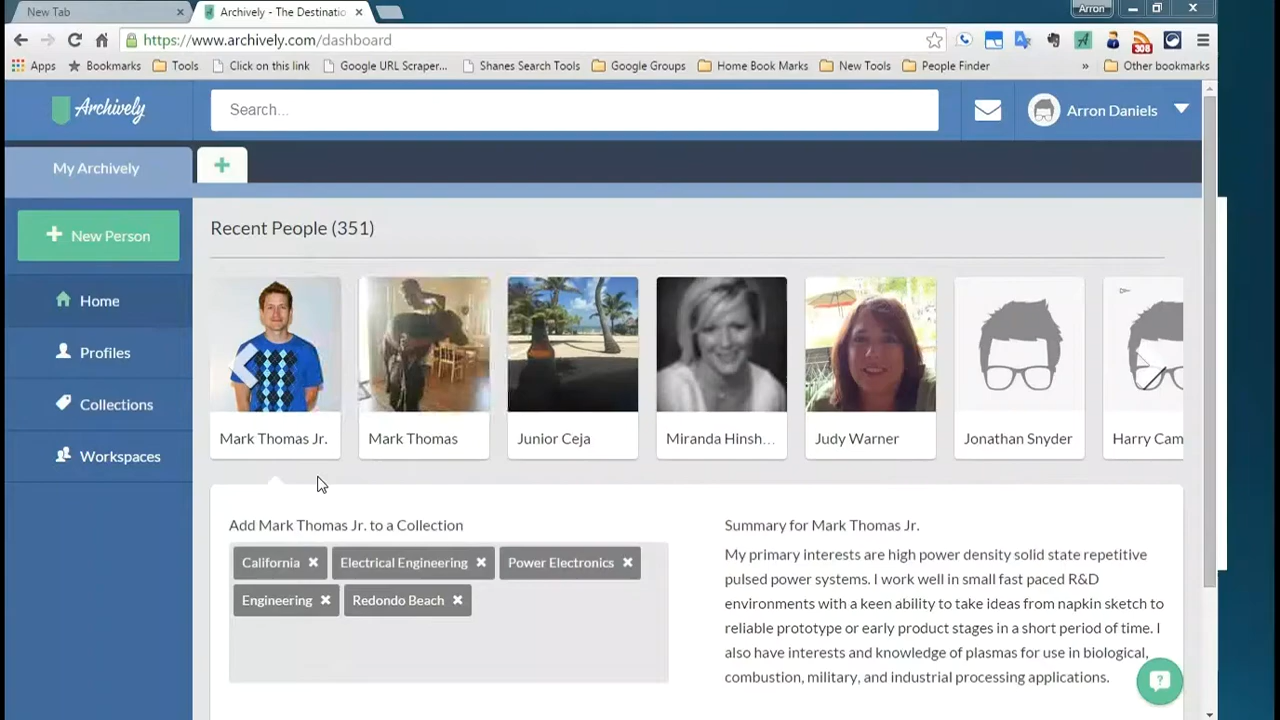 New Tab
Archively - The Destinatio
Arron
https://www.archively.com/dashboard
308
Apps Bookmarks Tools Click on this link Google URL Scraper... Shanes Search Tools Google Groups Home Book Marks New Tools People Finder » Other bookmarks
Archively
Search...
Arron Daniels
My Archively
New Person
Home
Profiles
Collections
Workspaces
Recent People (351)
Mark Thomas Jr. Mark Thomas Junior Ceja Miranda Hinsh... Judy Warner Jonathan Snyder Harry Cam
Add Mark Thomas Jr. to a Collection
California Electrical Engineering Power Electronics
Engineering Redondo Beach
Summary for Mark Thomas Jr.
My primary interests are high power density solid state repetitive
pulsed power systems. I work well in small fast paced R&D
environments with a keen ability to take ideas from napkin sketch to
reliable prototype or early product stages in a short period of time. I
also have interests and knowledge of plasmas for use in biological,
combustion, military, and industrial processing applications.